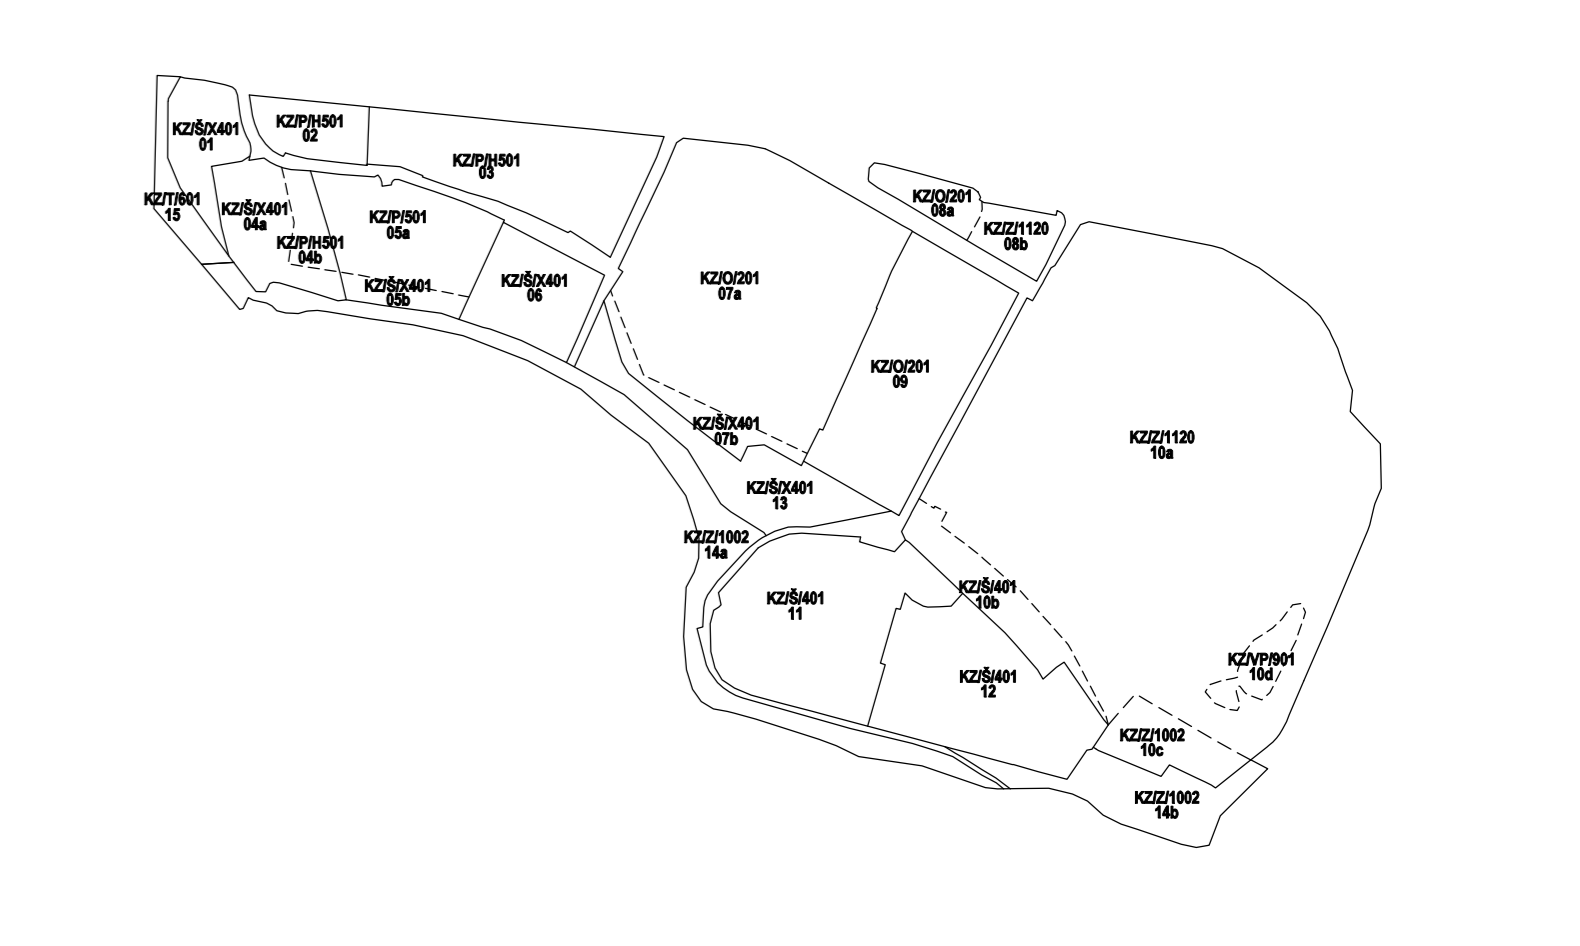 KZ/Š/X401
01
KZ/P/H501
02
KZ/P/H501
03
KZ/T/601
15
KZ/Š/X401
04a
KZ/P/H501
04b
KZ/P/501
05a
KZ/Š/X401
05b
KZ/Š/X401
06
KZ/O/201
07a
KZ/Š/X401
07b
KZ/O/201
08a
KZ/Z/1120
08b
KZ/O/201
09
KZ/Z/1120
10a
KZ/Š/X401
13
KZ/Z/1002
14a
KZ/Š/401
11
KZ/Š/401
10b
KZ/Š/401
12
KZ/VP/901
10d
KZ/Z/1002
10c
KZ/Z/1002
14b